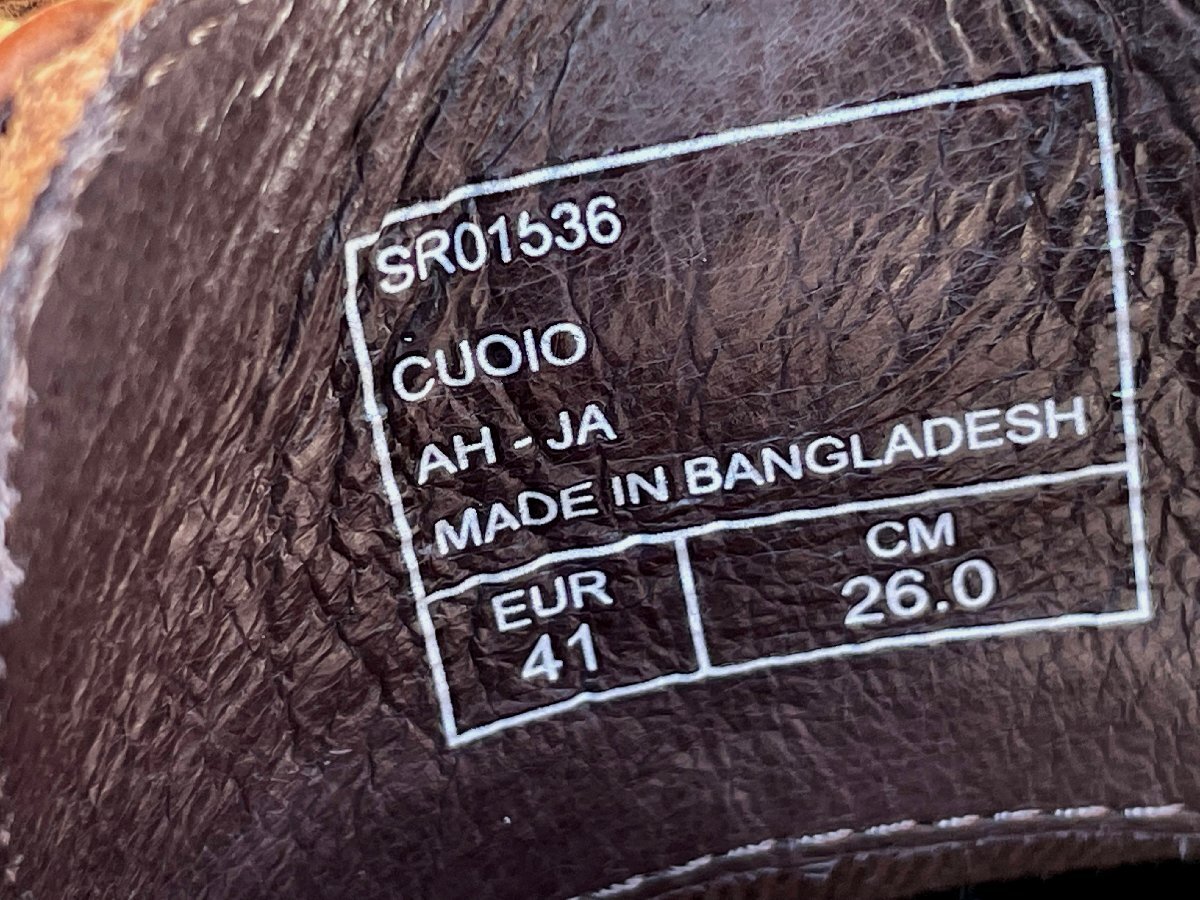 SR01536
CUOIO
AH - JA
MADE IN BANGLADESH
EUR
41
CM
26.0